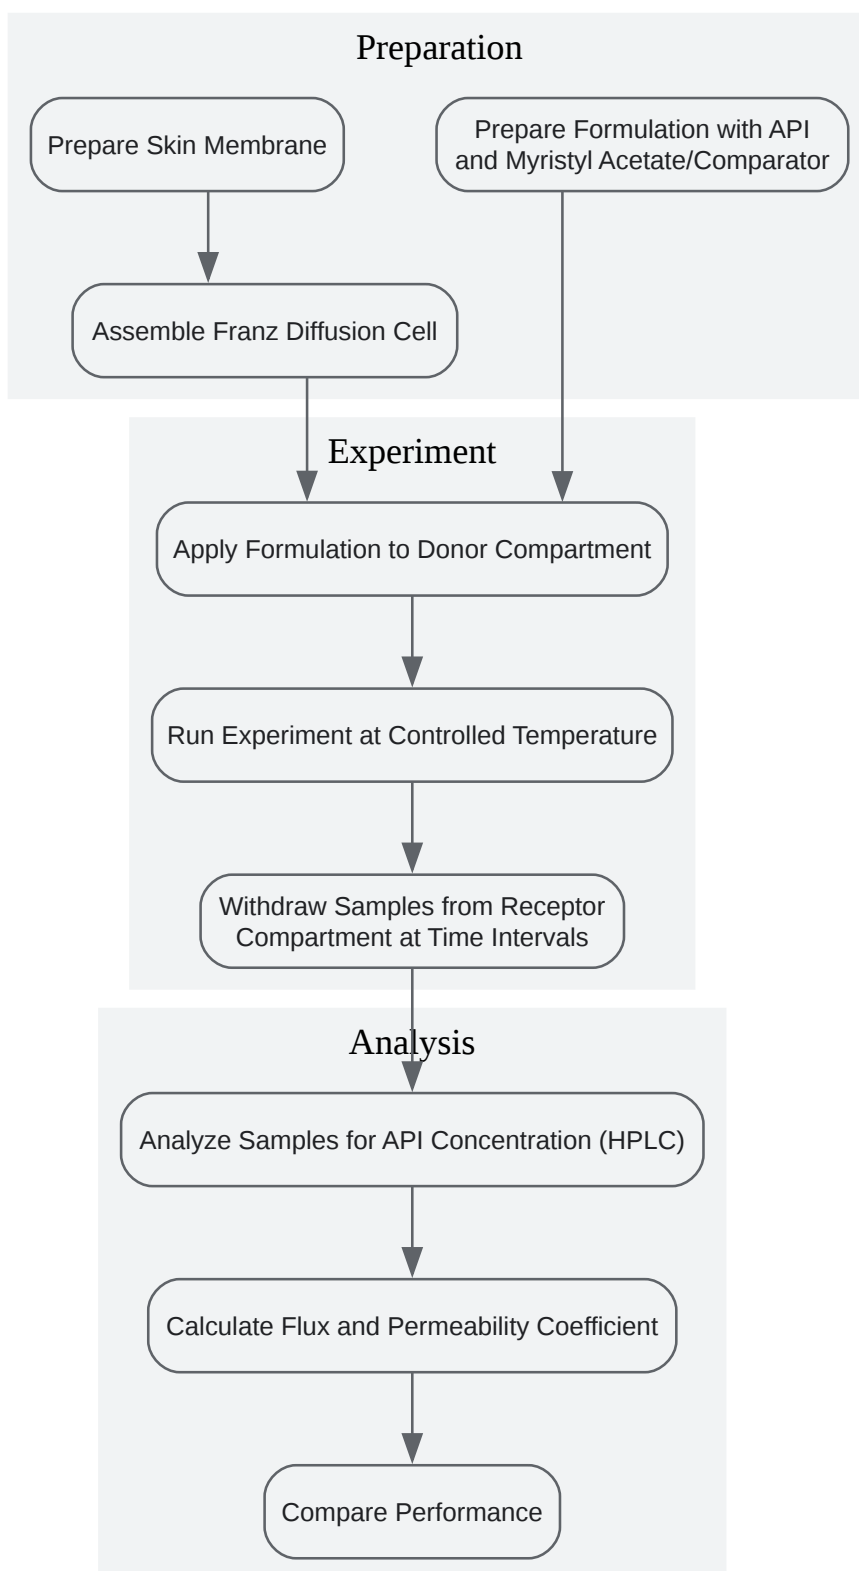 Preparation
Prepare Skin Membrane
Prepare Formulation with API
and Myristyl Acetate/Comparator
Assemble Franz Diffusion Cell
Experiment
Apply Formulation to Donor Compartment
Run Experiment at Controlled Temperature
Withdraw Samples from Receptor
Compartment at Time Intervals
Analysis
Analyze Samples for API Concentration (HPLC)
Calculate Flux and Permeability Coefficient
Compare Performance